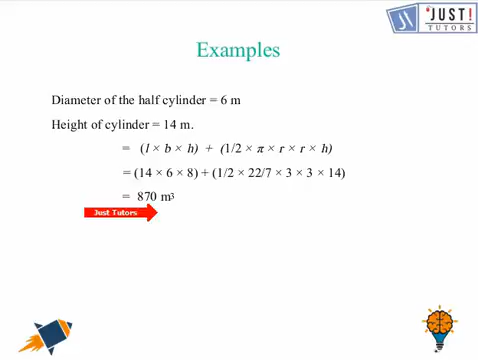 JI
JUST!
TUTORS
Examples
Diameter of the half cylinder = 6 m
Height of cylinder = 14 m.
= (l × b × h) + (1/2 × π × r × r × h)
= (14 × 6 × 8) + (1/2 × 22/7 × 3 × 3 × 14)
= 870 m³
Just Tutors